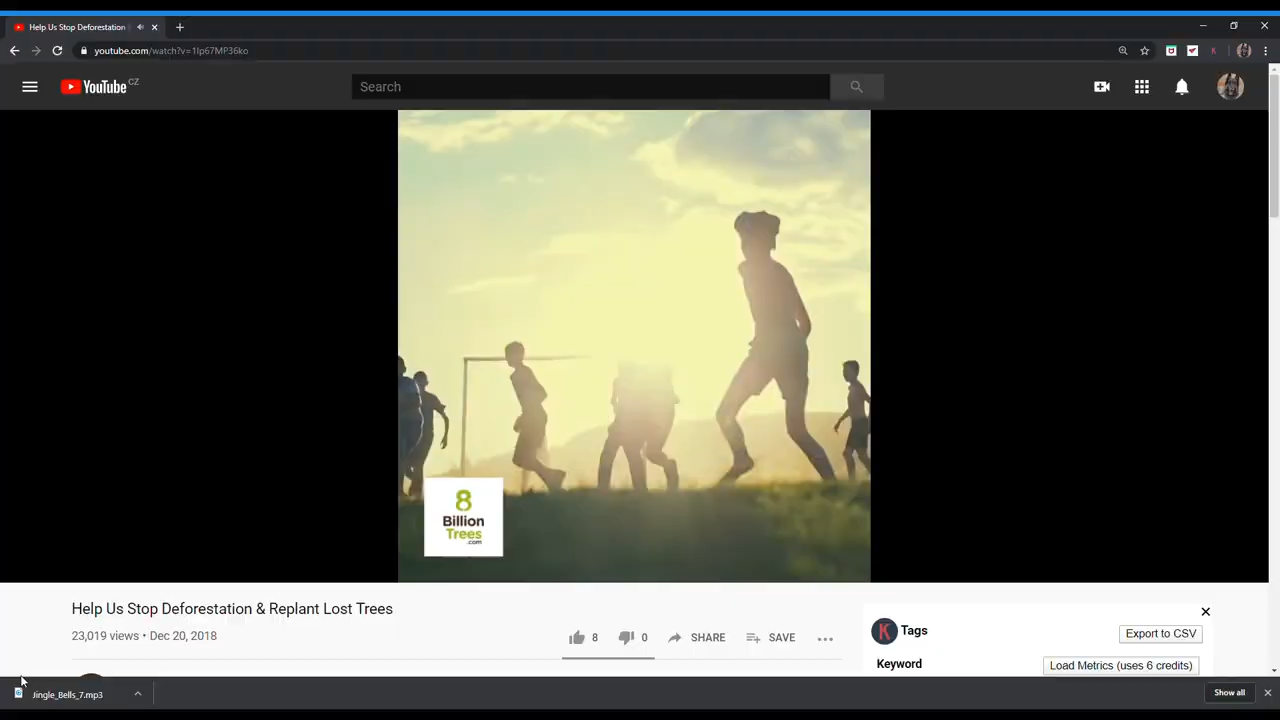 Help Us Stop Deforestation
youtube.com/watch?v=1Ip67MP36ko
YouTube CZ
Search
8
Billion
Trees
.com
Help Us Stop Deforestation & Replant Lost Trees
23,019 views • Dec 20, 2018
8
0
SHARE
SAVE
K Tags
Export to CSV
Keyword
Load Metrics (uses 6 credits)
Jingle_Bells_7.mp3
Show all